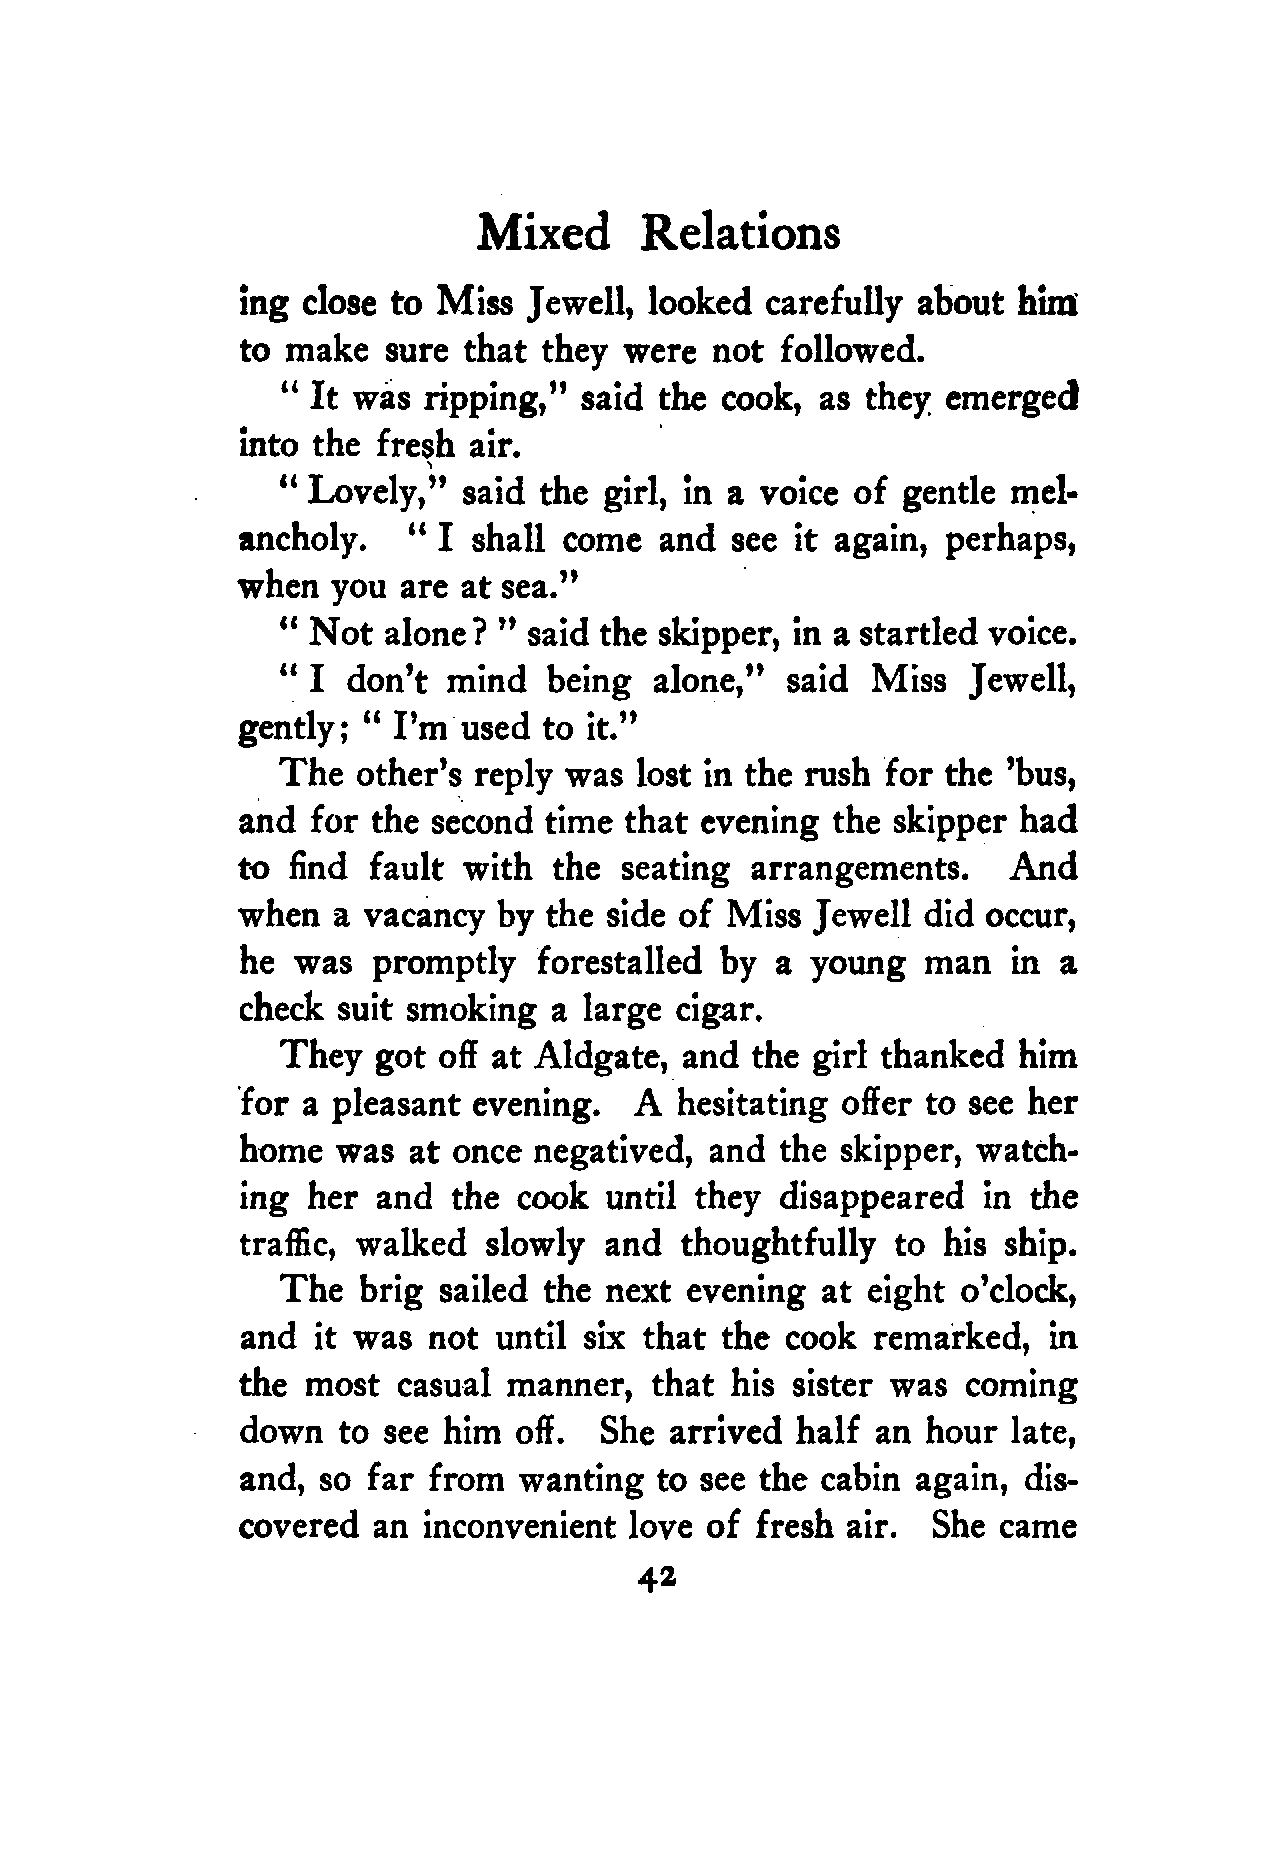 Mixed Relations
ing close to Miss Jewell, looked carefully about him
to make sure that they were not followed.
" It was ripping," said the cook, as they emerged
into the fresh air.
" Lovely," said the girl, in a voice of gentle mel-
ancholy. " I shall come and see it again, perhaps,
when you are at sea."
" Not alone ? " said the skipper, in a startled voice.
" I don't mind being alone," said Miss Jewell,
gently; " I'm used to it."
The other's reply was lost in the rush for the 'bus,
and for the second time that evening the skipper had
to find fault with the seating arrangements. And
when a vacancy by the side of Miss Jewell did occur,
he was promptly forestalled by a young man in a
check suit smoking a large cigar.
They got off at Aldgate, and the girl thanked him
for a pleasant evening. A hesitating offer to see her
home was at once negatived, and the skipper, watch-
ing her and the cook until they disappeared in the
traffic, walked slowly and thoughtfully to his ship.
The brig sailed the next evening at eight o'clock,
and it was not until six that the cook remarked, in
the most casual manner, that his sister was coming
down to see him off. She arrived half an hour late,
and, so far from wanting to see the cabin again, dis-
covered an inconvenient love of fresh air. She came
42